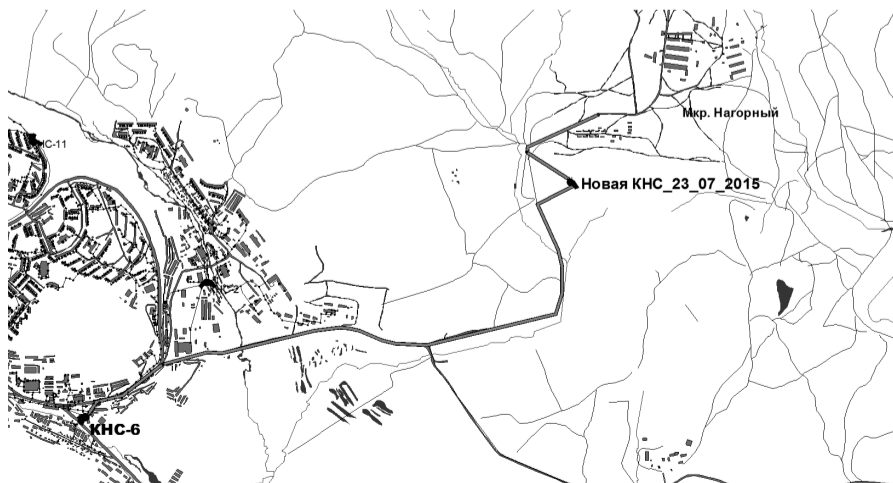 Мкр. Нагорный
НС-11
Новая КНС_23_07_2015
КНС-6